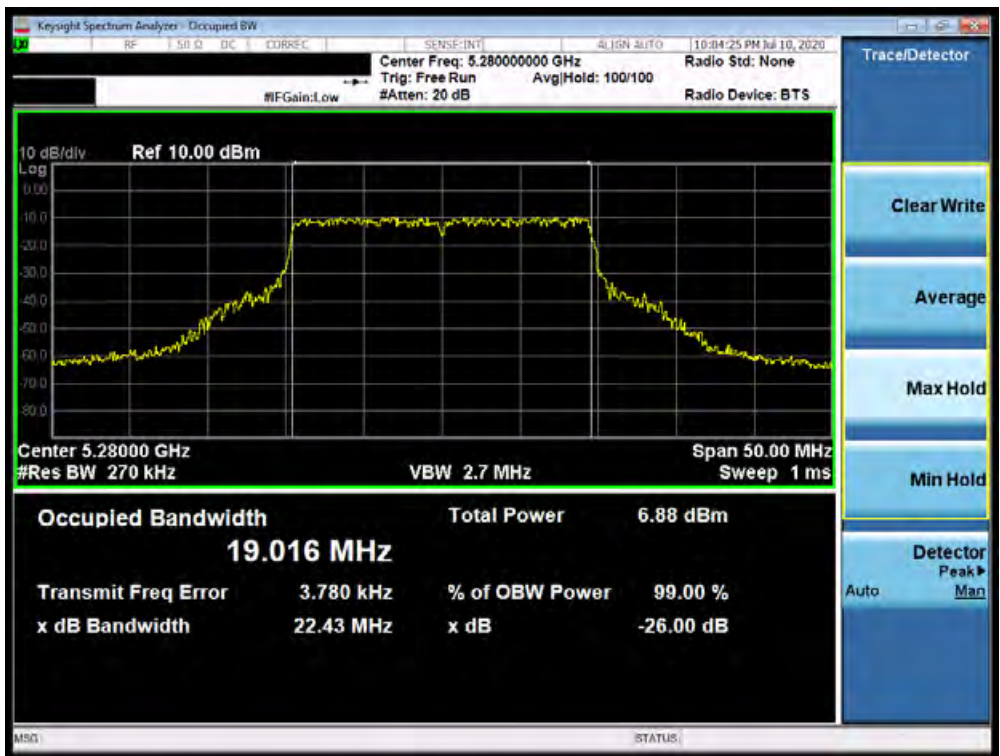 Keysight Spectrum Analyzer - Occupied BW
RF 50 Ω DC CORREC SENSE:INT ALIGN AUTO 10:04:25 PM Jul 10, 2020
Center Freq: 5.280000000 GHz Radio Std: None
Trig: Free Run Avg|Hold: 100/100
#IFGain:Low #Atten: 20 dB Radio Device: BTS
10 dB/div Ref 10.00 dBm
Log
0.00
-10.0
-20.0
-30.0
-40.0
-50.0
-60.0
-70.0
-80.0
Center 5.28000 GHz Span 50.00 MHz
#Res BW 270 kHz VBW 2.7 MHz Sweep 1 ms
Occupied Bandwidth Total Power 6.88 dBm
19.016 MHz
Transmit Freq Error 3.780 kHz % of OBW Power 99.00 %
x dB Bandwidth 22.43 MHz x dB -26.00 dB
MSG STATUS
Trace/Detector
Clear Write
Average
Max Hold
Min Hold
Detector
Peak▶
Auto Man